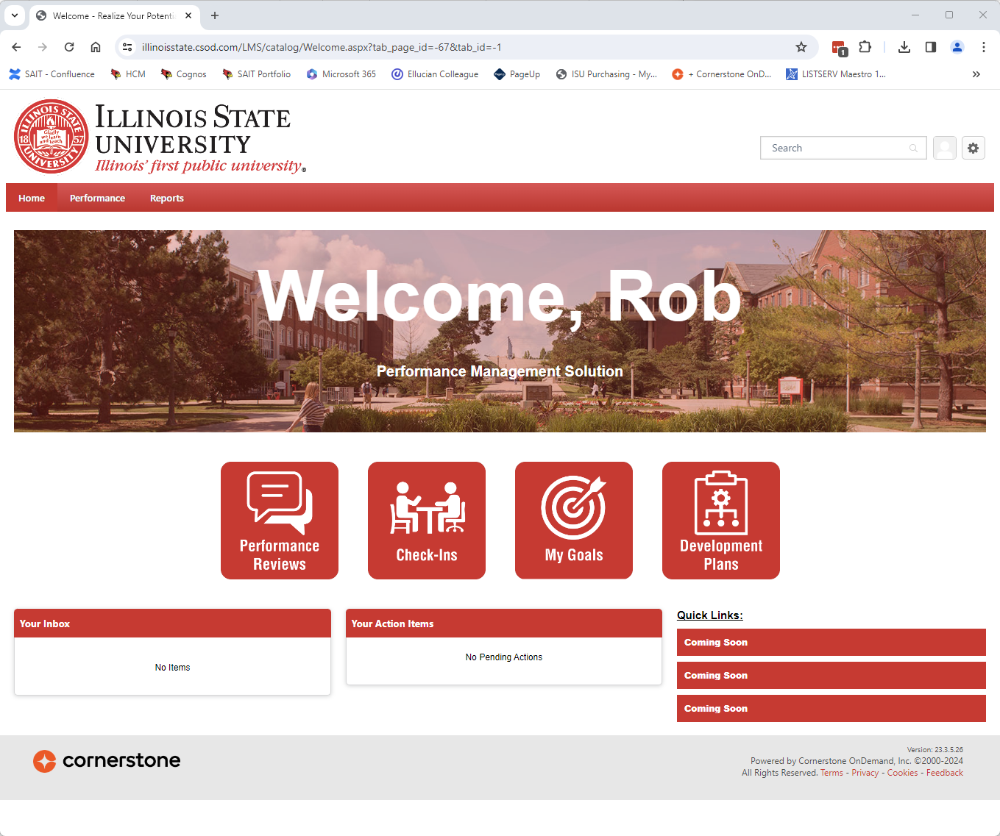 Welcome - Realize Your Potenti
illinoisstate.csod.com/LMS/catalog/Welcome.aspx?tab_page_id=-67&tab_id=-1
1
SAIT - Confluence
HCM
Cognos
SAIT Portfolio
Microsoft 365
Ellucian Colleague
PageUp
ISU Purchasing - My...
+ Cornerstone OnD...
LISTSERV Maestro 1...
ILLINOIS STATE
UNIVERSITY
Illinois' first public university.®
ILLINOIS STATE
18 57
Gladly
we learn
and teach
UNIVERSITY
Search
Home
Performance
Reports
Welcome, Rob
Performance Management Solution
Performance
Reviews
Check-Ins
My Goals
Development
Plans
Your Inbox
No Items
Your Action Items
No Pending Actions
Quick Links:
Coming Soon
Coming Soon
Coming Soon
cornerstone
Version: 23.3.5.26
Powered by Cornerstone OnDemand, Inc. ©2000-2024
All Rights Reserved. Terms - Privacy - Cookies - Feedback